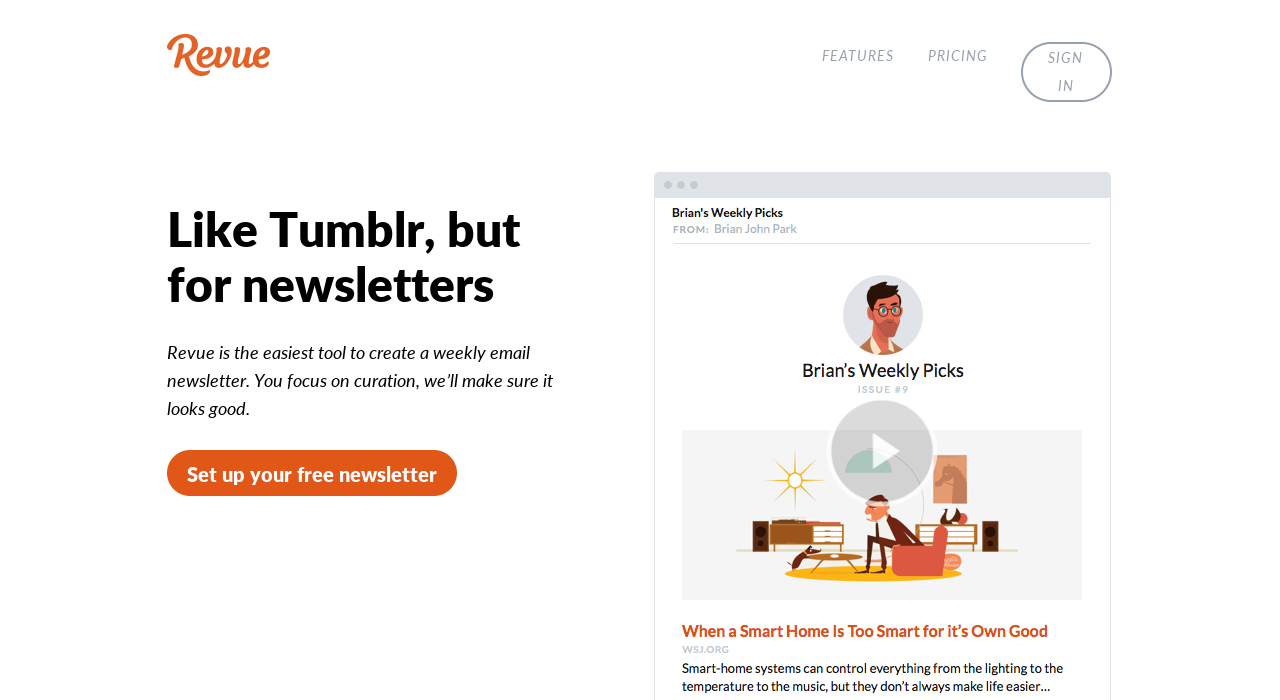 Revue
FEATURES
PRICING
SIGN
IN
Like Tumblr, but
for newsletters
Revue is the easiest tool to create a weekly email
newsletter. You focus on curation, we’ll make sure it
looks good.
Set up your free newsletter
Brian's Weekly Picks
FROM: Brian John Park
Brian’s Weekly Picks
ISSUE #9
When a Smart Home Is Too Smart for it’s Own Good
WSJ.ORG
Smart-home systems can control everything from the lighting to the
temperature to the music, but they don’t always make life easier...